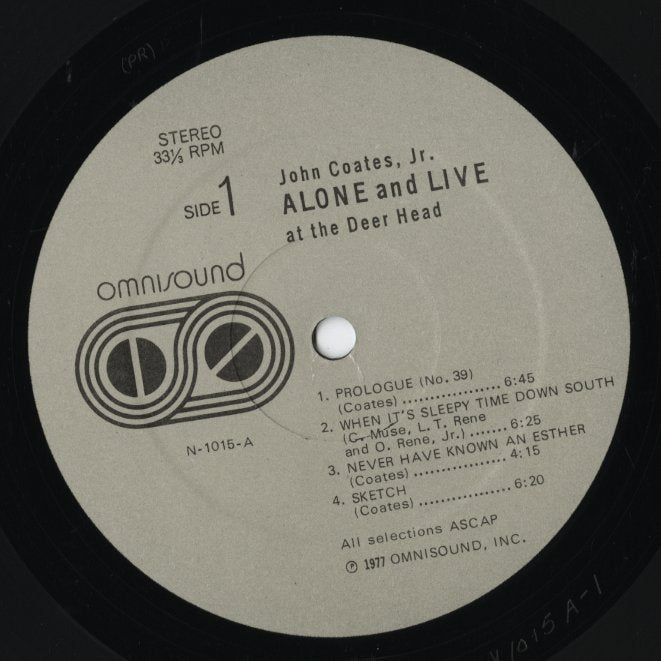 (PR)
STEREO
33⅓ RPM
SIDE 1
John Coates, Jr.
ALONE and LIVE
at the Deer Head
omnisound
N-1015-A
1. PROLOGUE (No. 39)
(Coates) .................. 6:45
2. WHEN IT'S SLEEPY TIME DOWN SOUTH
(C. Muse, L. T. Rene
and O. Rene, Jr.) ....... 6:25
3. NEVER HAVE KNOWN AN ESTHER
(Coates) ................. 4:15
4. SKETCH
(Coates) ................. 6:20
All selections ASCAP
℗ 1977 OMNISOUND, INC.
1015 A-1